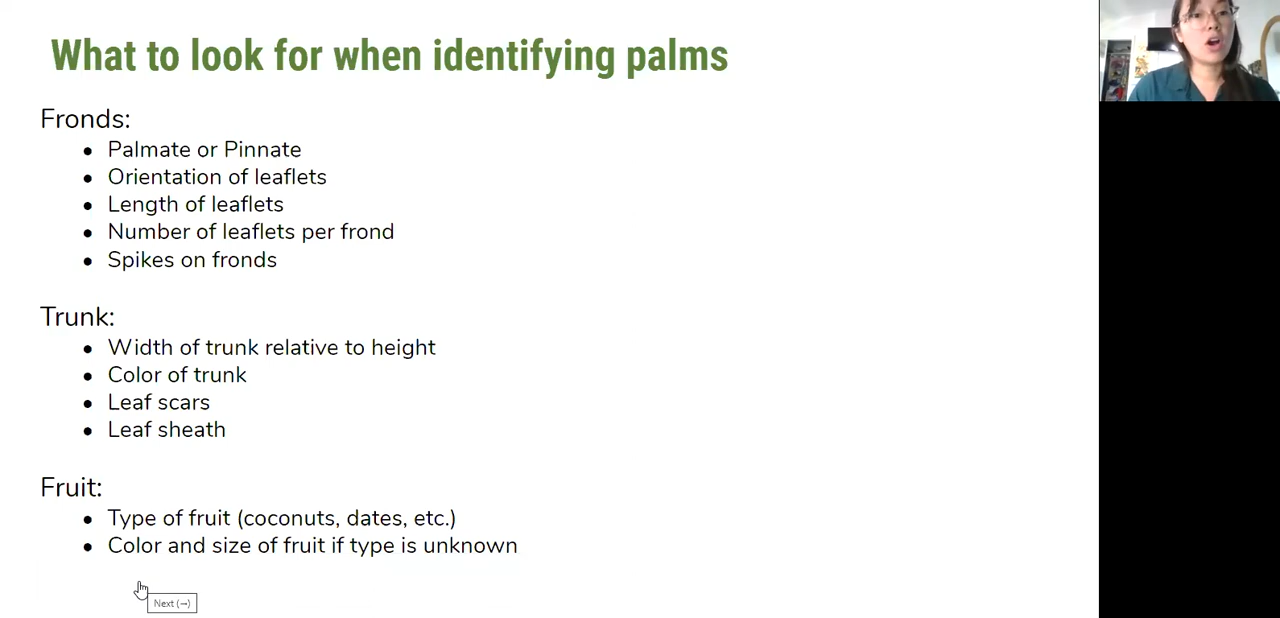 What to look for when identifying palms
Fronds:
● Palmate or Pinnate
● Orientation of leaflets
● Length of leaflets
● Number of leaflets per frond
● Spikes on fronds
Trunk:
● Width of trunk relative to height
● Color of trunk
● Leaf scars
● Leaf sheath
Fruit:
● Type of fruit (coconuts, dates, etc.)
● Color and size of fruit if type is unknown
Next (→)